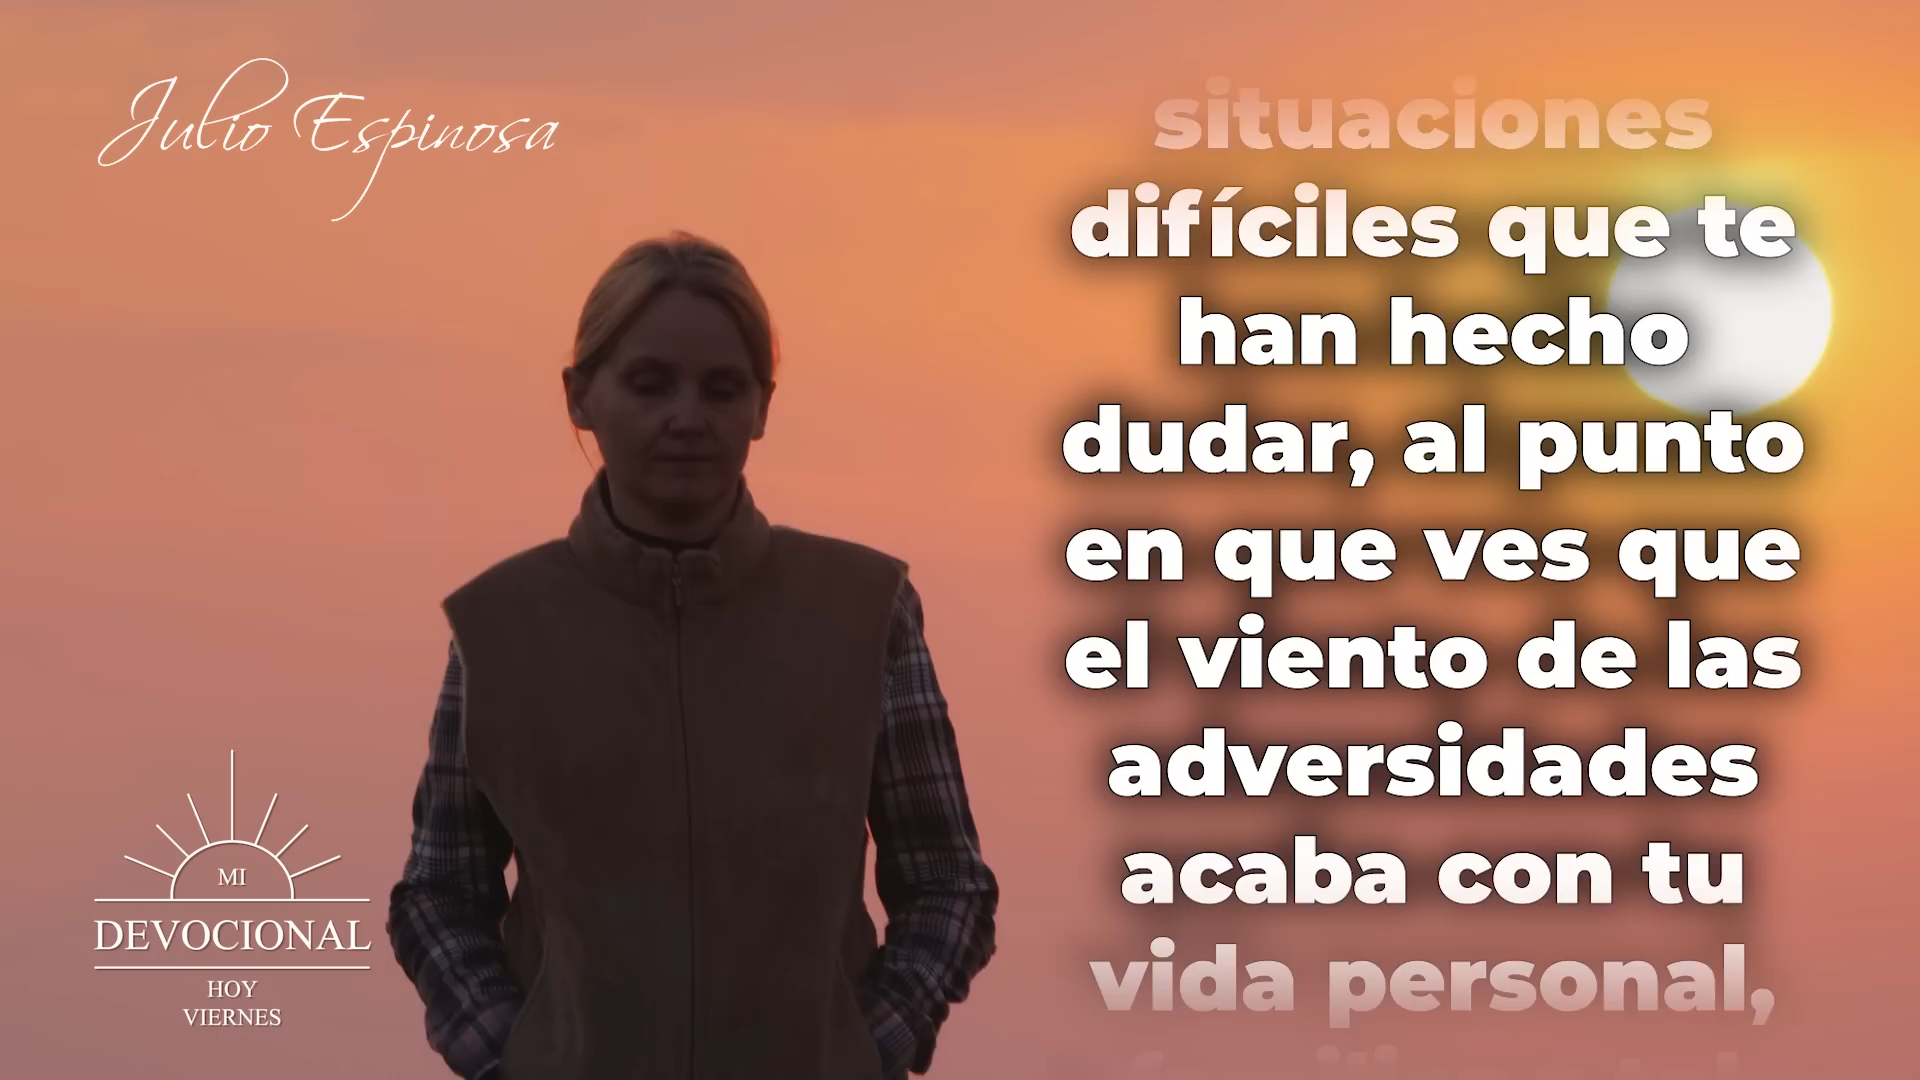 Julio Espinosa
situaciones
difíciles que te
han hecho
dudar, al punto
en que ves que
el viento de las
adversidades
acaba con tu
vida personal,
MI
DEVOCIONAL
HOY
VIERNES